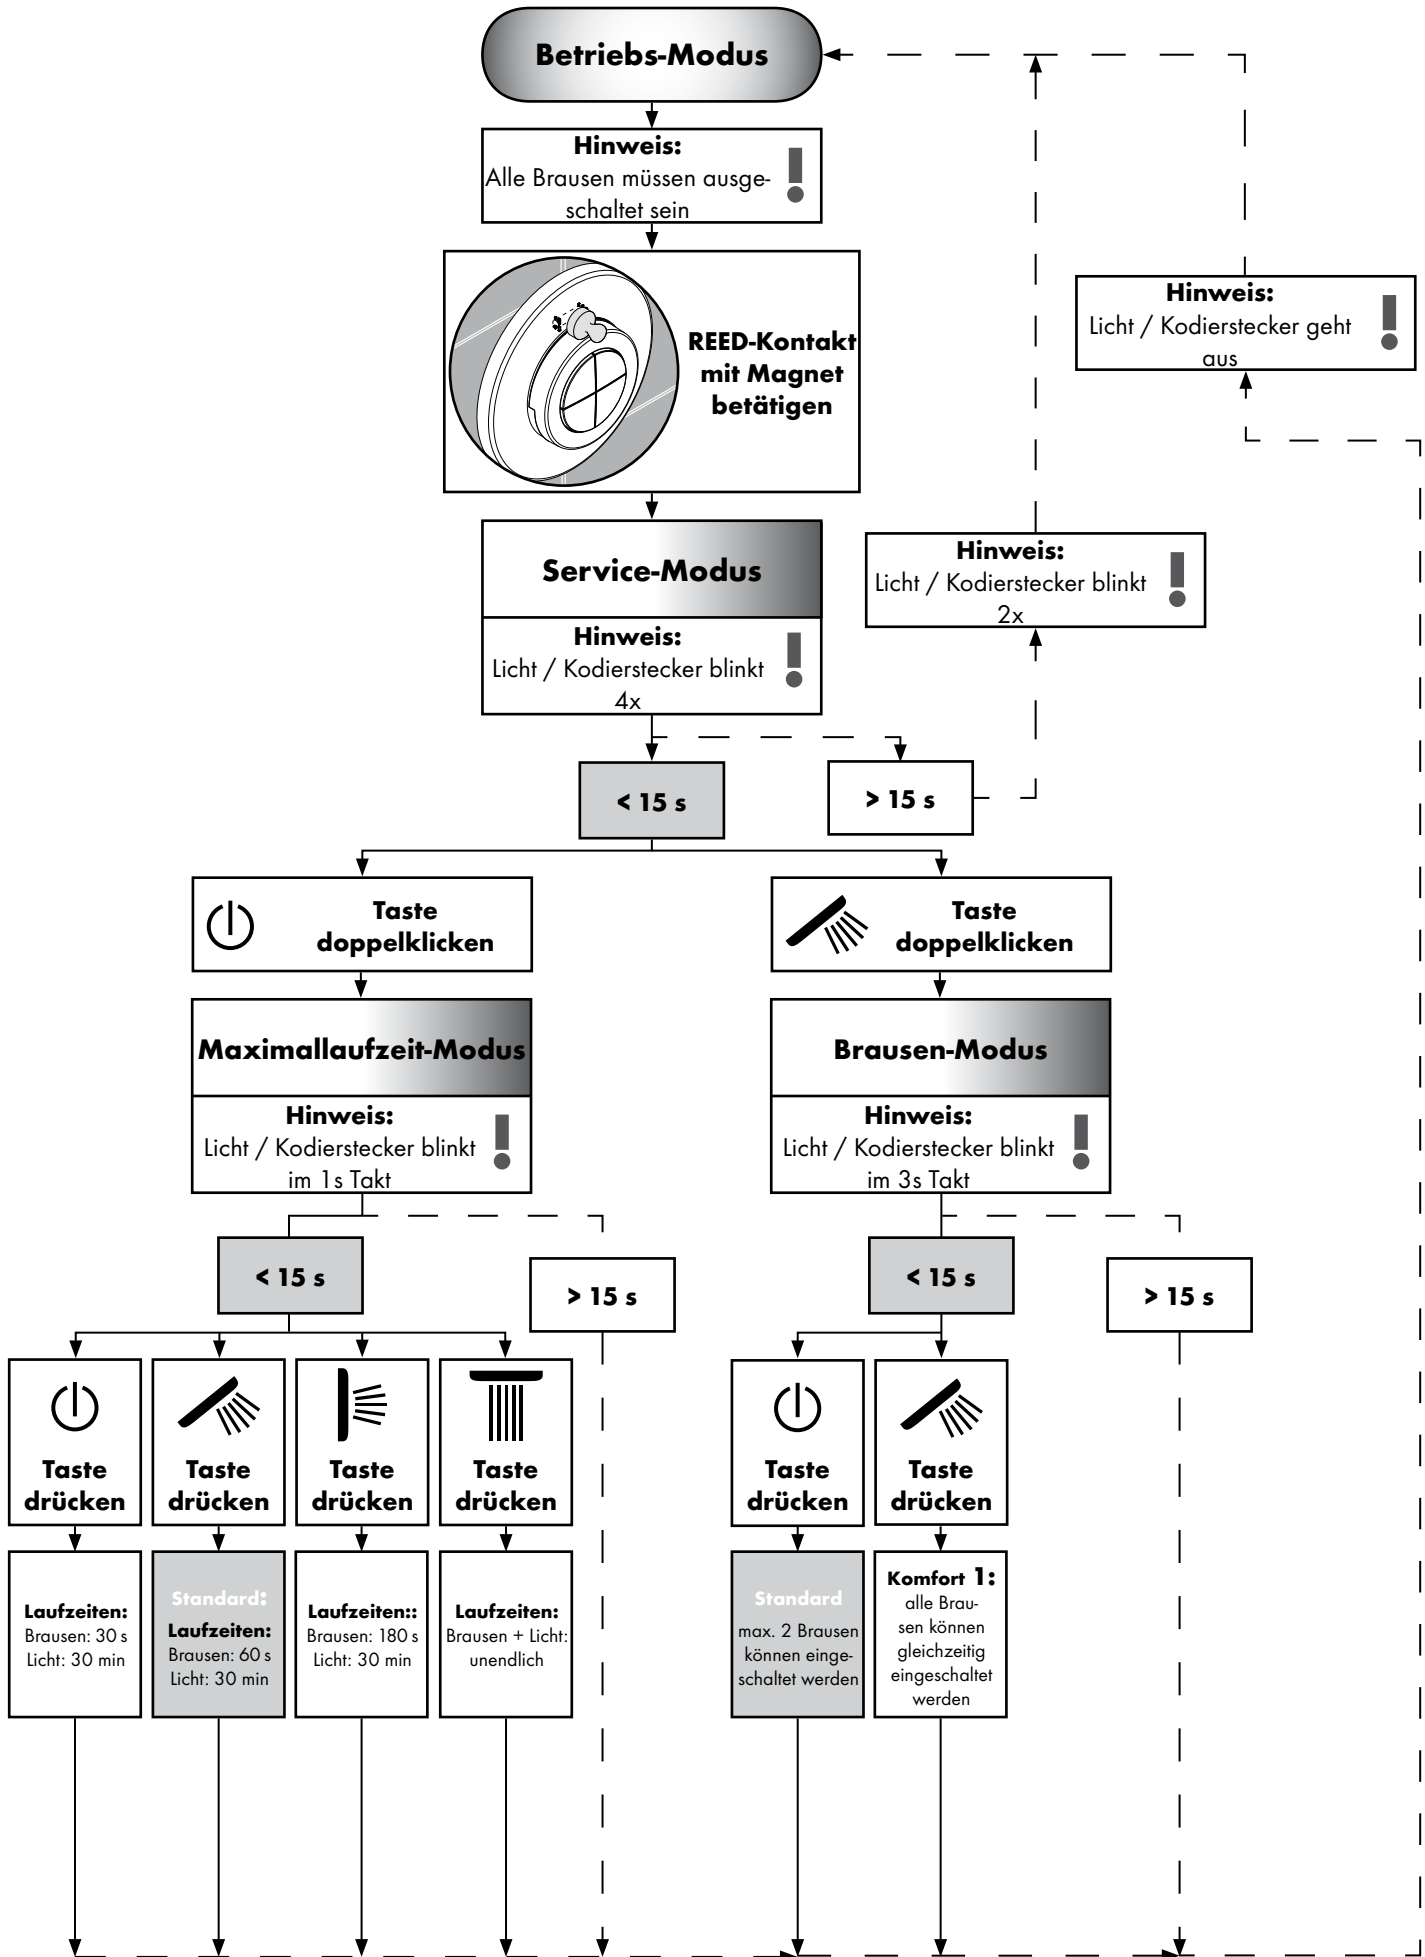 Betriebs-Modus
Hinweis:
Alle Brausen müssen ausge-
schaltet sein
REED-Kontakt
mit Magnet
betätigen
Hinweis:
Licht / Kodierstecker geht
aus
Service-Modus
Hinweis:
Licht / Kodierstecker blinkt
4x
Hinweis:
Licht / Kodierstecker blinkt
2x
< 15 s
> 15 s
Taste
doppelklicken
Taste
doppelklicken
Maximallaufzeit-Modus
Hinweis:
Licht / Kodierstecker blinkt
im 1s Takt
Brausen-Modus
Hinweis:
Licht / Kodierstecker blinkt
im 3s Takt
< 15 s
> 15 s
< 15 s
> 15 s
Taste
drücken
Taste
drücken
Taste
drücken
Taste
drücken
Taste
drücken
Taste
drücken
Laufzeiten:
Brausen: 30 s
Licht: 30 min
Standard:
Laufzeiten:
Brausen: 60 s
Licht: 30 min
Laufzeiten::
Brausen: 180 s
Licht: 30 min
Laufzeiten:
Brausen + Licht:
unendlich
Standard
max. 2 Brausen
können einge-
schaltet werden
Komfort 1:
alle Brau-
sen können
gleichzeitig
eingeschaltet
werden